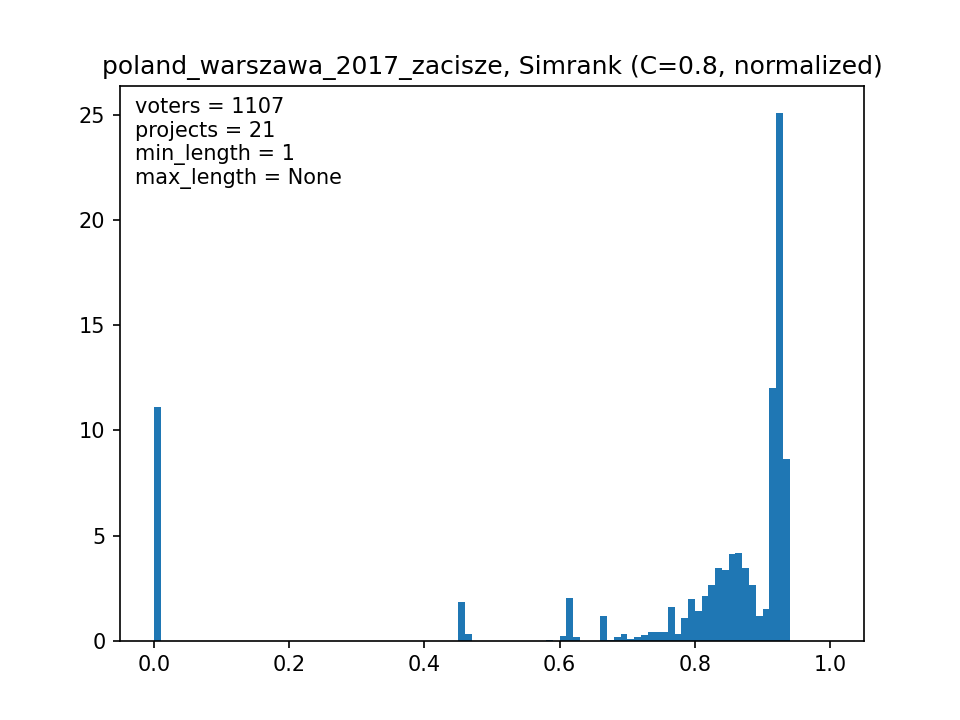 poland_warszawa_2017_zacisze, Simrank (C=0.8, normalized)
voters = 1107
projects = 21
min_length = 1
max_length = None
25
20
15
10
5
0
0.0 0.2 0.4 0.6 0.8 1.0